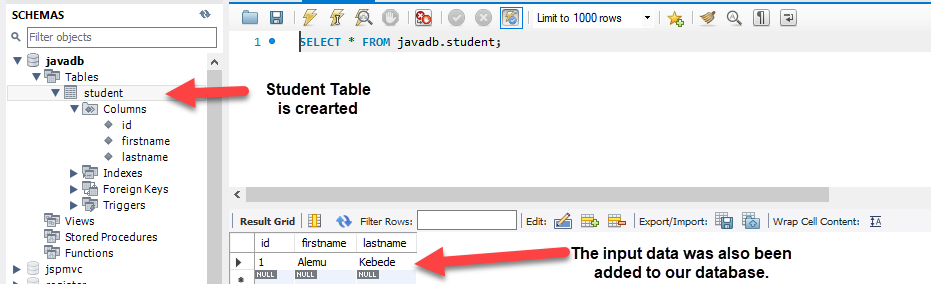 SCHEMAS
Filter objects
javadb
Tables
student
Columns
id
firstname
lastname
Indexes
Foreign Keys
Triggers
Views
Stored Procedures
Functions
jspmvc
Limit to 1000 rows
1 SELECT * FROM javadb.student;
Student Table
is crearted
Result Grid Filter Rows: Edit: Export/Import: Wrap Cell Content:
id firstname lastname
1 Alemu Kebede
NULL NULL NULL
The input data was also been
added to our database.